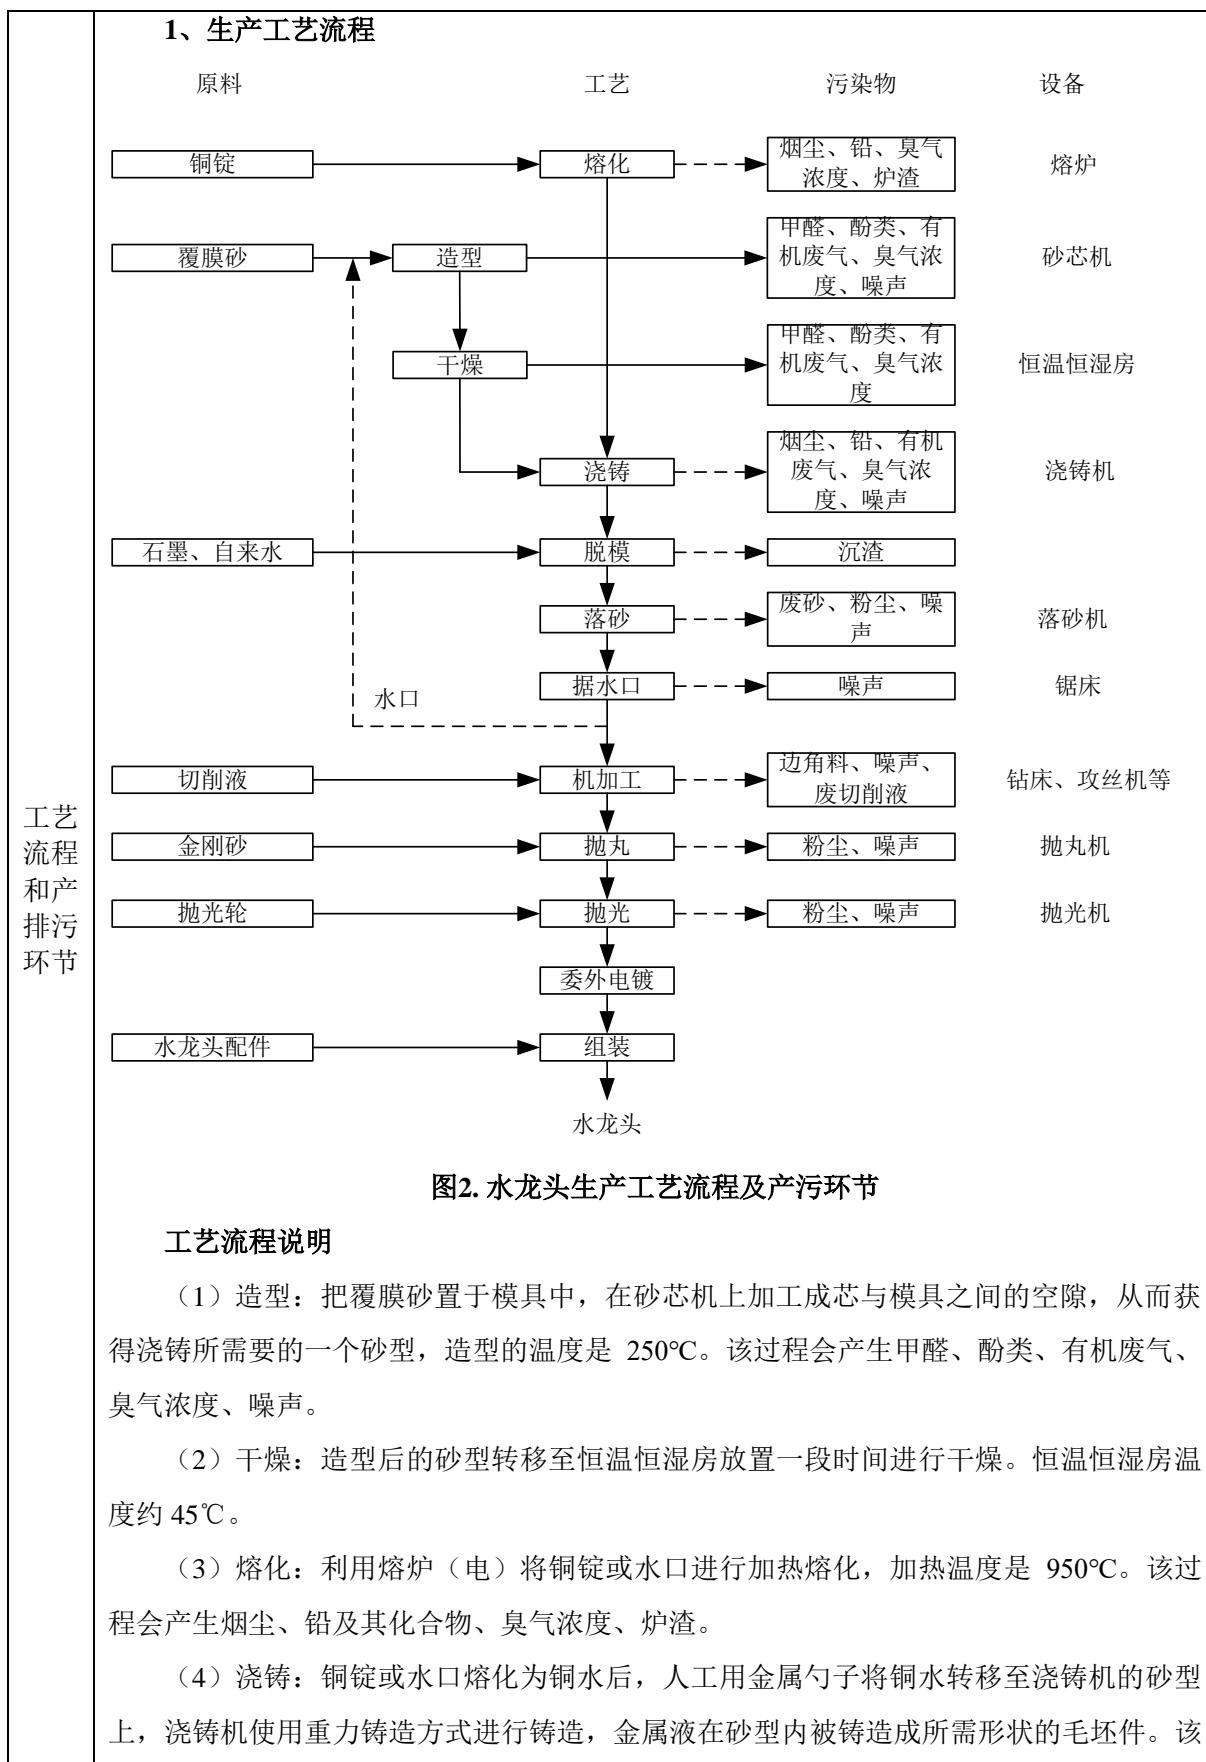 1、生产工艺流程
原料 工艺 污染物 设备
铜锭 熔化 烟尘、铅、臭气
浓度、炉渣 熔炉
覆膜砂 造型 甲醛、酚类、有
机废气、臭气浓
度、噪声 砂芯机
干燥 甲醛、酚类、有
机废气、臭气浓
度 恒温恒湿房
浇铸 烟尘、铅、有机
废气、臭气浓
度、噪声 浇铸机
石墨、自来水 脱模 沉渣
落砂 废砂、粉尘、噪
声 落砂机
据水口 噪声 锯床
水口
切削液 机加工 边角料、噪声、
废切削液 钻床、攻丝机等
金刚砂 抛丸 粉尘、噪声 抛丸机
抛光轮 抛光 粉尘、噪声 抛光机
委外电镀
水龙头配件 组装
水龙头
图2. 水龙头生产工艺流程及产污环节
工艺
流程
和产
排污
环节
工艺流程说明
（1）造型：把覆膜砂置于模具中，在砂芯机上加工成芯与模具之间的空隙，从而获
得浇铸所需要的一个砂型，造型的温度是 250℃。该过程会产生甲醛、酚类、有机废气、
臭气浓度、噪声。
（2）干燥：造型后的砂型转移至恒温恒湿房放置一段时间进行干燥。恒温恒湿房温
度约 45℃。
（3）熔化：利用熔炉（电）将铜锭或水口进行加热熔化，加热温度是 950℃。该过
程会产生烟尘、铅及其化合物、臭气浓度、炉渣。
（4）浇铸：铜锭或水口熔化为铜水后，人工用金属勺子将铜水转移至浇铸机的砂型
上，浇铸机使用重力铸造方式进行铸造，金属液在砂型内被铸造成所需形状的毛坯件。该